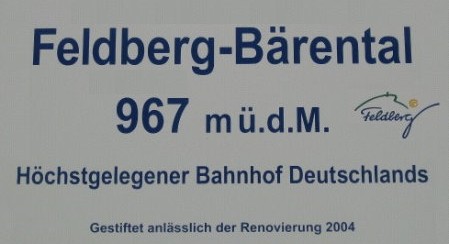 Feldberg-Bärental
967 m ü.d.M.
Feldberg
Höchstgelegener Bahnhof Deutschlands
Gestiftet anlässlich der Renovierung 2004